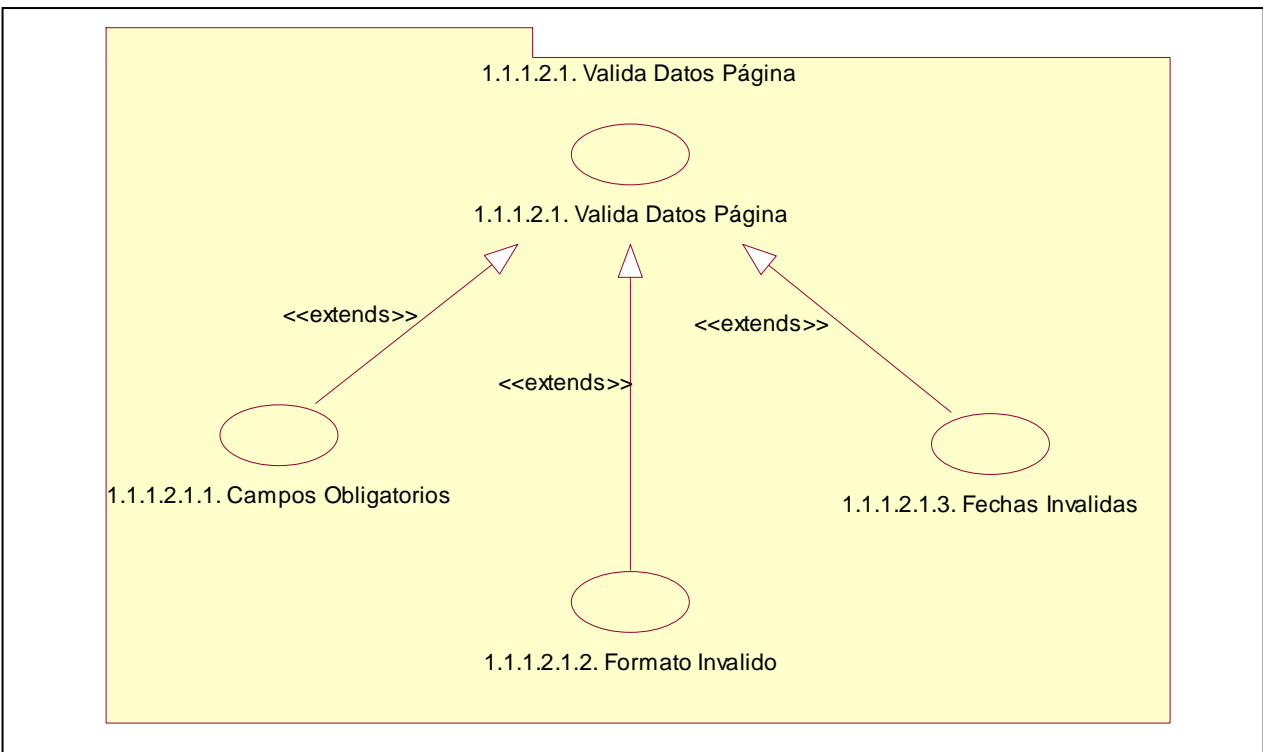 1.1.1.2.1. Valida Datos Página
1.1.1.2.1. Valida Datos Página
<<extends>>
<<extends>>
<<extends>>
1.1.1.2.1.1. Campos Obligatorios
1.1.1.2.1.3. Fechas Invalidas
1.1.1.2.1.2. Formato Invalido